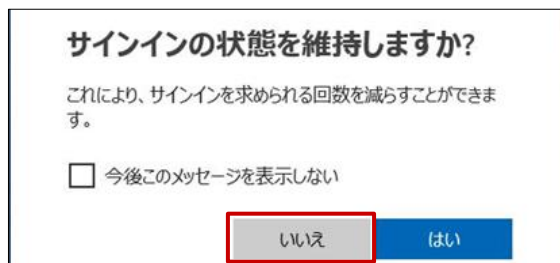 サインインの状態を維持しますか?
これにより、サインインを求められる回数を減らすことができま
す。
今後このメッセージを表示しない
いいえ
はい